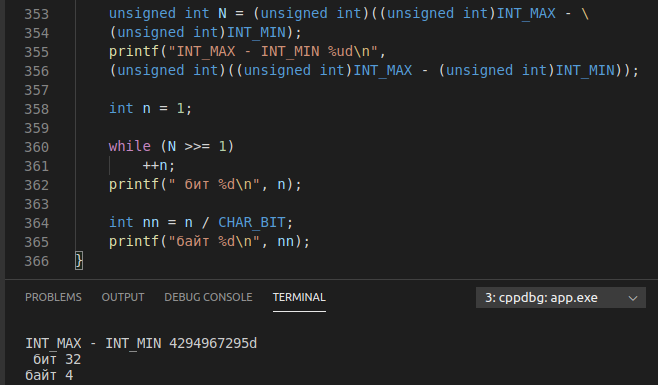 353 unsigned int N = (unsigned int)((unsigned int)INT_MAX - \
354 (unsigned int)INT_MIN);
355 printf("INT_MAX - INT_MIN %ud\n",
356 (unsigned int)((unsigned int)INT_MAX - (unsigned int)INT_MIN));
357
358 int n = 1;
359
360 while (N >>= 1)
361 ++n;
362 printf(" бит %d\n", n);
363
364 int nn = n / CHAR_BIT;
365 printf("байт %d\n", nn);
366 }
PROBLEMS OUTPUT DEBUG CONSOLE TERMINAL 3: cppdbg: app.exe
INT_MAX - INT_MIN 4294967295d
бит 32
байт 4